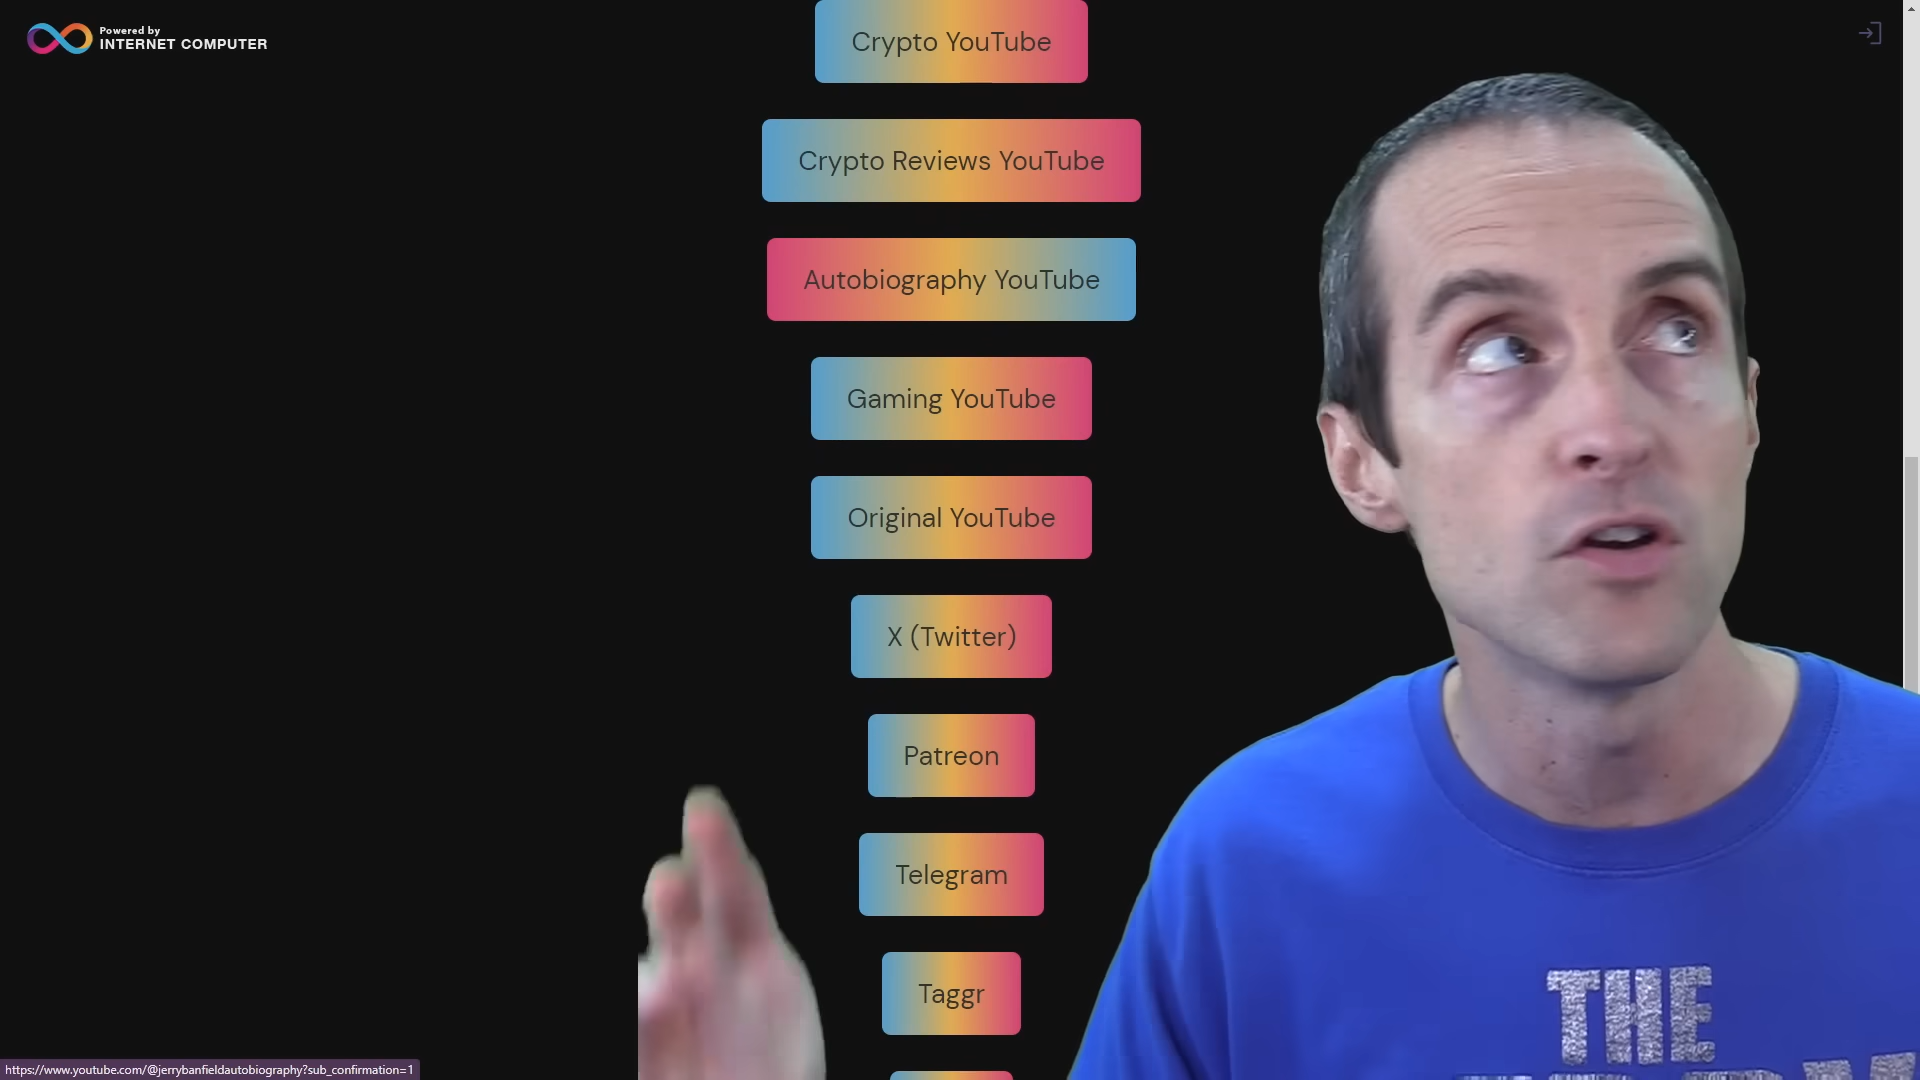 Powered by
INTERNET COMPUTER
Crypto YouTube
Crypto Reviews YouTube
Autobiography YouTube
Gaming YouTube
Original YouTube
X (Twitter)
Patreon
Telegram
Taggr
THE
https://www.youtube.com/@jerrybanfieldautobiography?sub_confirmation=1